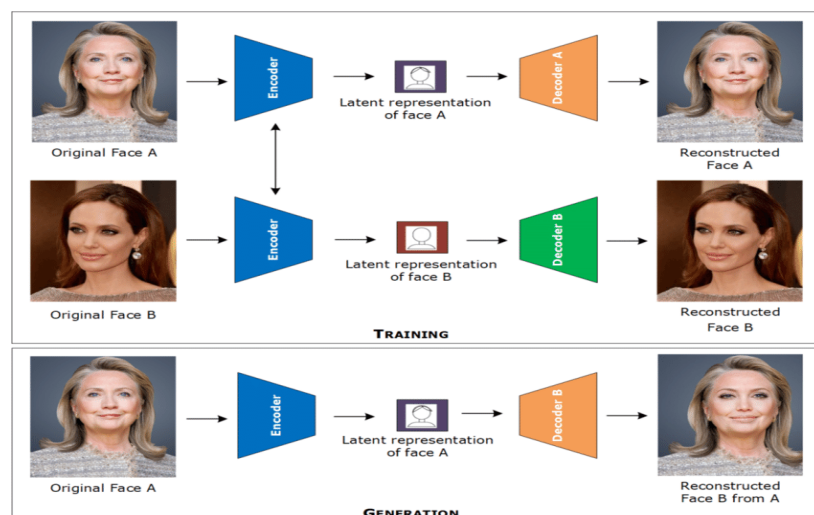 Encoder
Decoder A
Latent representation
of face A
Original Face A
Reconstructed
Face A
Encoder
Decoder B
Latent representation
of face B
Original Face B
Reconstructed
Face B
TRAINING
Encoder
Decoder B
Latent representation
of face A
Original Face A
Reconstructed
Face B from A
GENERATION